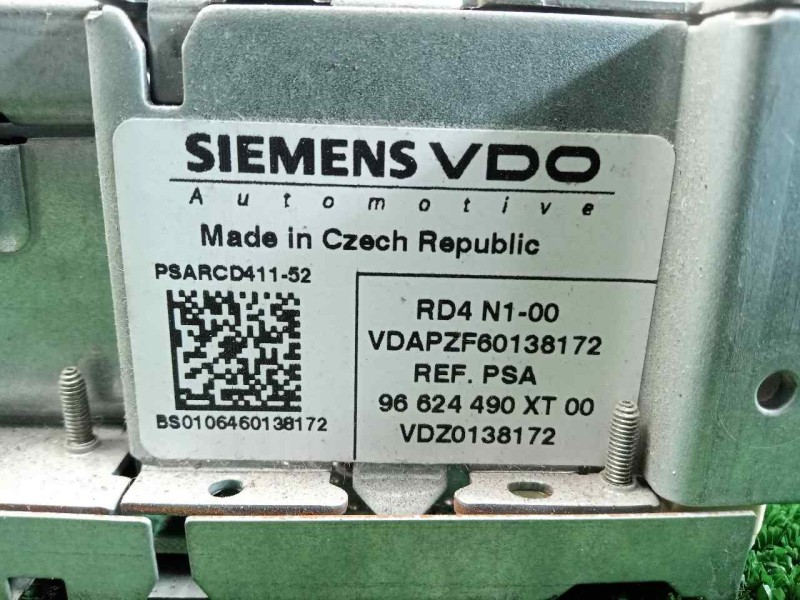 SIEMENS VDO
Automotive
Made in Czech Republic
PSARCD411-52
BS0106460138172
RD4 N1-00
VDAPZF60138172
REF. PSA
96 624 490 XT 00
VDZ0138172